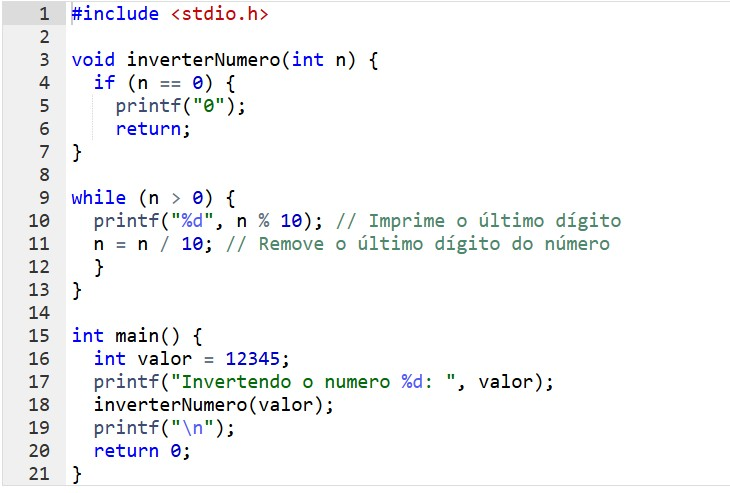 1 #include <stdio.h>
2
3 void inverterNumero(int n) {
4   if (n == 0) {
5     printf("0");
6     return;
7 }
8
9 while (n > 0) {
10   printf("%d", n % 10); // Imprime o último dígito
11   n = n / 10; // Remove o último dígito do número
12   }
13 }
14
15 int main() {
16   int valor = 12345;
17   printf("Invertendo o numero %d: ", valor);
18   inverterNumero(valor);
19   printf("\n");
20   return 0;
21 }